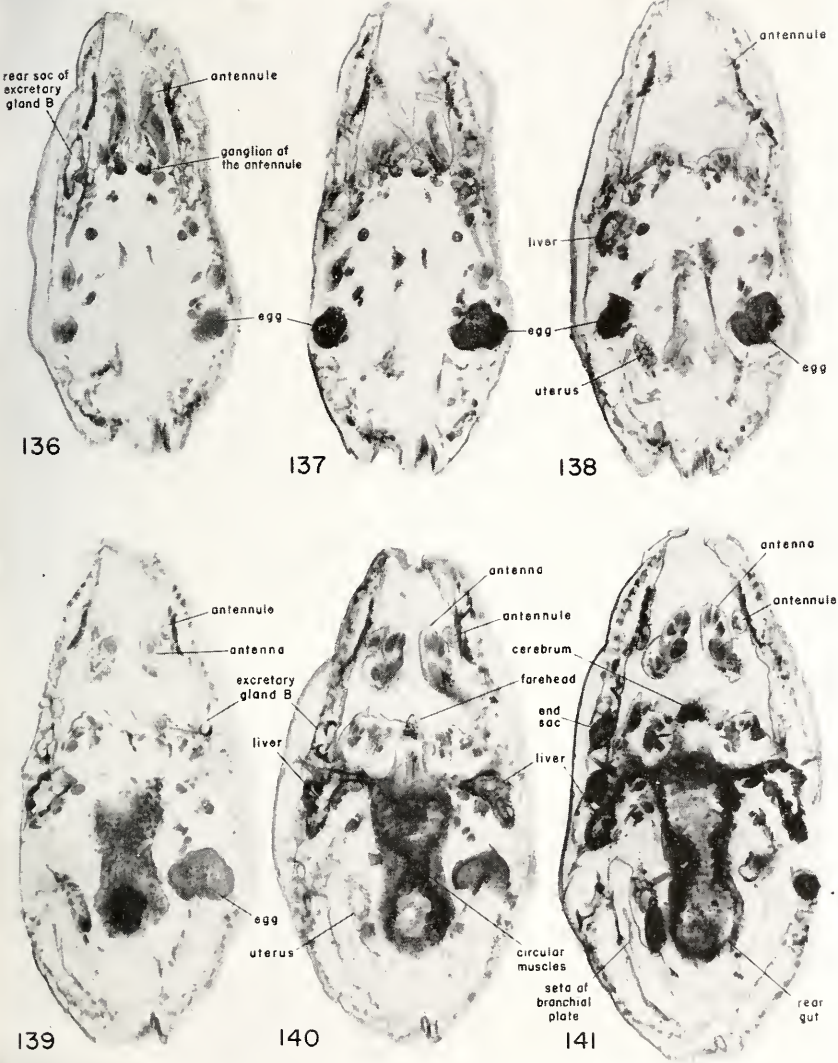 rear sac of
excretary
gland B
antennule
ganglion of
the antennule
egg
136
137
antennule
liver
egg
egg
uterus
138
antennule
antenna
excretory
gland B
liver
egg
139
antenna
antennule
forehead
liver
uterus
circular
muscles
140
antenna
antennule
cerebrum
end
sac
liver
seta of
branchial
plate
rear
gut
141